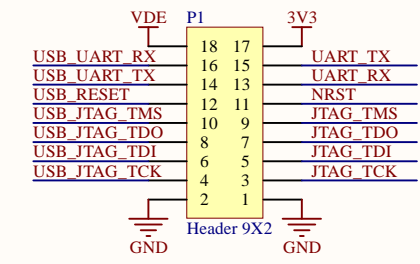 VDE P1 3V3
18 17
USB_UART_RX 16 15 UART_TX
USB_UART_TX 14 13 UART_RX
USB_RESET 12 11 NRST
USB_JTAG_TMS 10 9 JTAG_TMS
USB_JTAG_TDO 8 7 JTAG_TDO
USB_JTAG_TDI 6 5 JTAG_TDI
USB_JTAG_TCK 4 3 JTAG_TCK
2 1
GND Header 9X2 GND